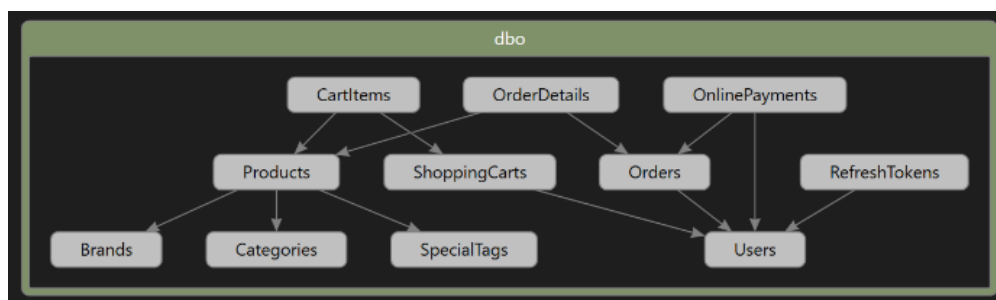 dbo
CartItems OrderDetails OnlinePayments
Products ShoppingCarts Orders RefreshTokens
Brands Categories SpecialTags Users